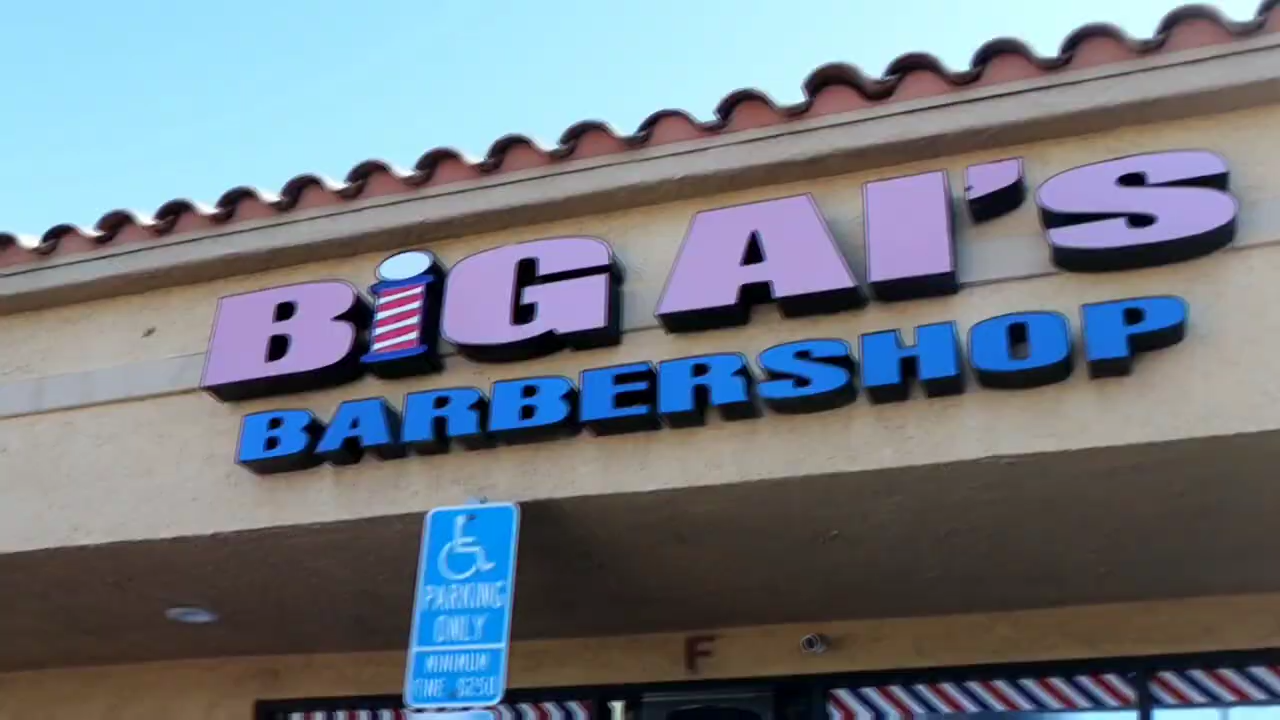 BiG Al'S
BARBERSHOP
PARKING
ONLY
MINIMUM
FINE $250
F